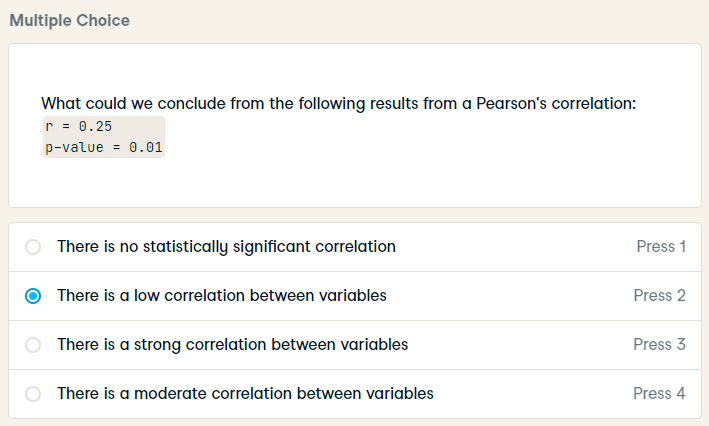 Multiple Choice
What could we conclude from the following results from a Pearson's correlation:
r = 0.25
p-value = 0.01
There is no statistically significant correlation Press 1
There is a low correlation between variables Press 2
There is a strong correlation between variables Press 3
There is a moderate correlation between variables Press 4